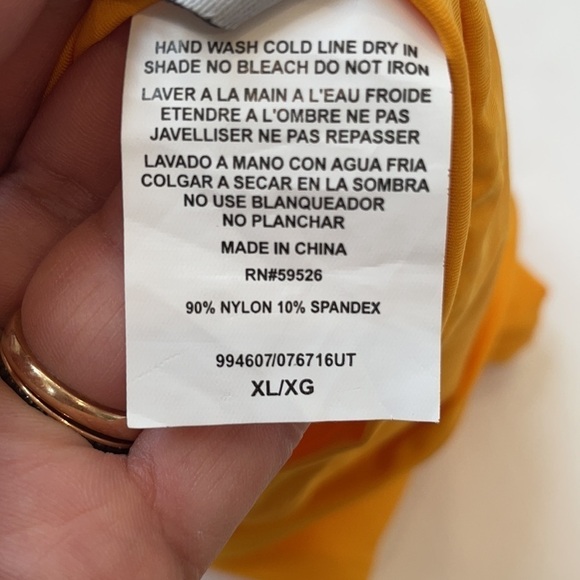 HAND WASH COLD LINE DRY IN
SHADE NO BLEACH DO NOT IRON
LAVER A LA MAIN A L'EAU FROIDE
ETENDRE A L'OMBRE NE PAS
JAVELLISER NE PAS REPASSER
LAVADO A MANO CON AGUA FRIA
COLGAR A SECAR EN LA SOMBRA
NO USE BLANQUEADOR
NO PLANCHAR
MADE IN CHINA
RN#59526
90% NYLON 10% SPANDEX
994607/076716UT
XL/XG